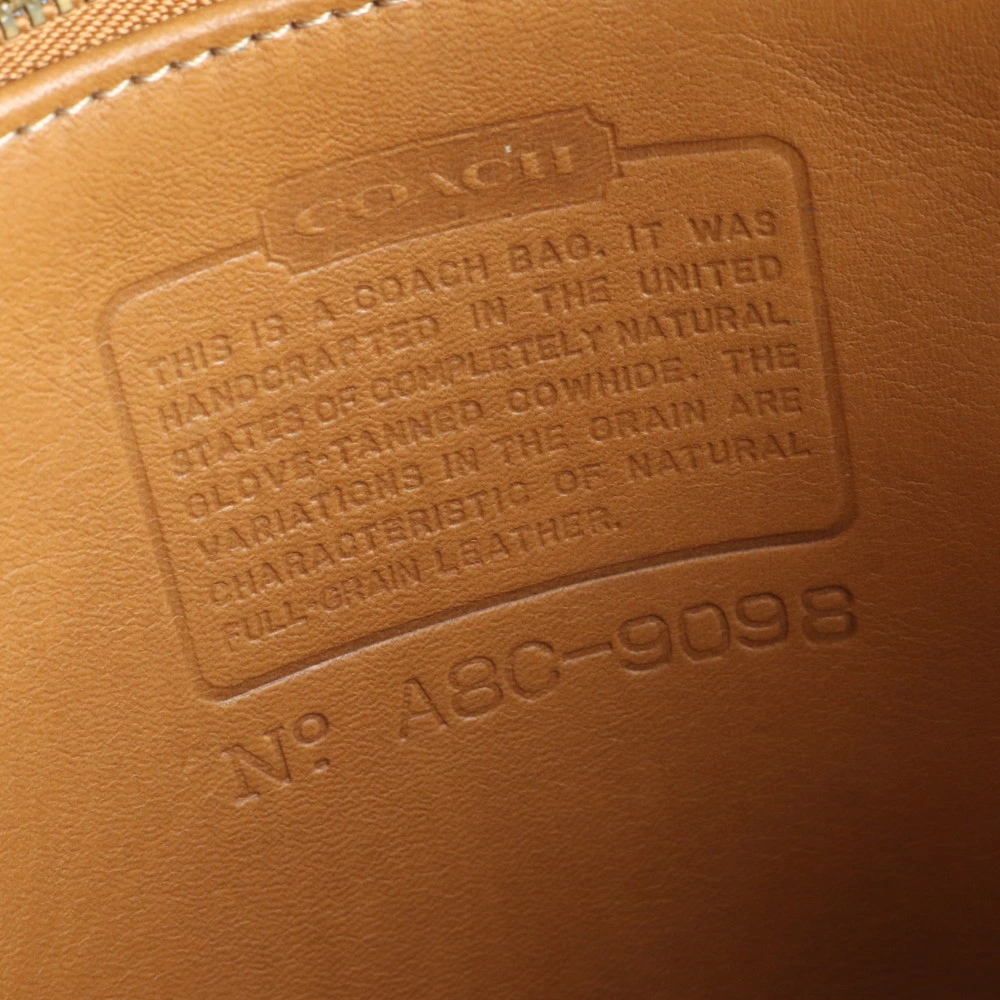 COACH
THIS IS A COACH BAG. IT WAS
HANDCRAFTED IN THE UNITED
STATES OF COMPLETELY NATURAL
GLOVE-TANNED COWHIDE. THE
VARIATIONS IN THE GRAIN ARE
CHARACTERISTIC OF NATURAL
FULL-GRAIN LEATHER.
Nº A8C-9098